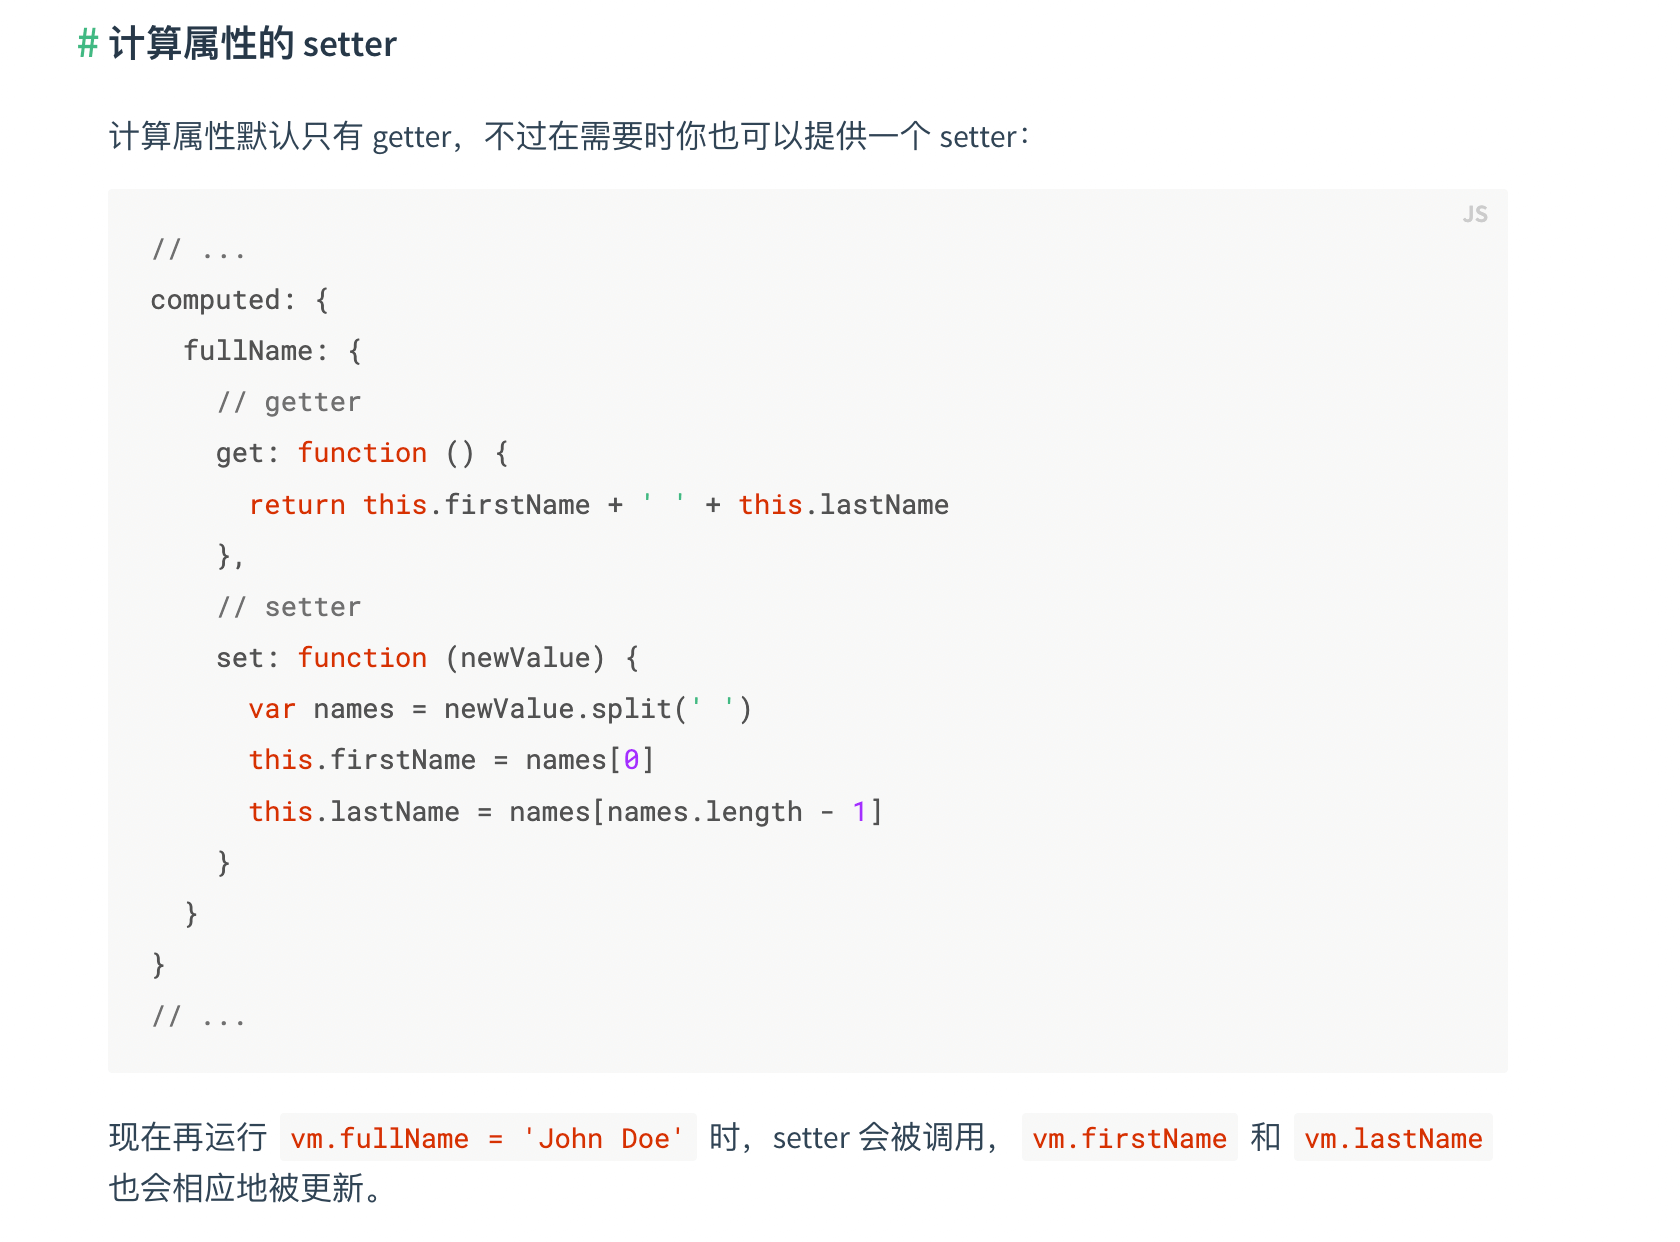 # 计算属性的 setter
计算属性默认只有 getter，不过在需要时你也可以提供一个 setter：
JS
// ...
computed: {
  fullName: {
    // getter
    get: function () {
      return this.firstName + ' ' + this.lastName
    },
    // setter
    set: function (newValue) {
      var names = newValue.split(' ')
      this.firstName = names[0]
      this.lastName = names[names.length - 1]
    }
  }
}
// ...
现在再运行 vm.fullName = 'John Doe' 时，setter 会被调用，vm.firstName 和 vm.lastName
也会相应地被更新。